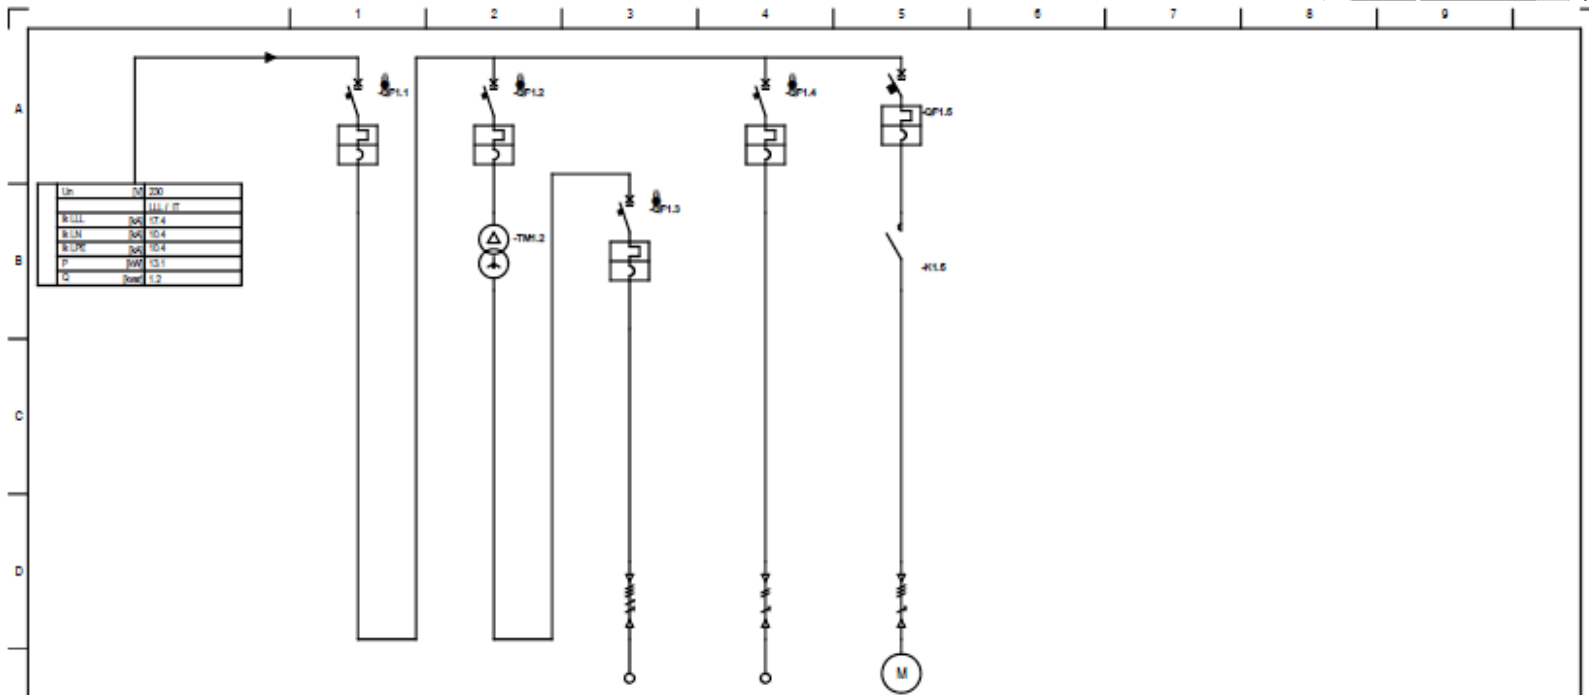 1 2 3 4 5 6 7 8 9
A
-QF1.1 -QF1.2 -QF1.4 -QF1.5
Un [V] 230
LLL / IT
Ik LLL [kA] 17.4
Ik LN [kA] 10.4
Ik LPE [kA] 10.4
P [kW] 13.1
Q [kvar] 1.2
-QF1.3
-TM1.2
B
-K1.5
C
D
M